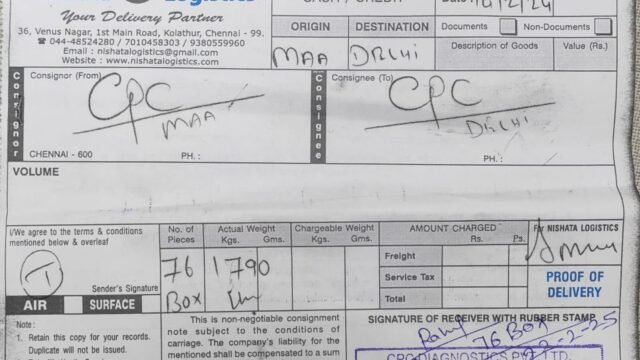 Logistics
CASH / CREDIT
Your Delivery Partner
36, Venus Nagar, 1st Main Road, Kolathur, Chennai - 99.
☎ 044-48524280 / 7010458303 / 9380559960
Email : nishatalogistics@gmail.com
Website : www.nishatalogistics.com
ORIGIN DESTINATION
MAA DELHI
Documents Non-Documents
Description of Goods Value (Rs.)
Consignor
Consignor (From)
CPC
MAA
CHENNAI - 600 PH. :
Consignee
Consignee (To)
CPC
DELHI
PH. :
VOLUME
I/We agree to the terms & conditions
mentioned below & overleaf
Sender's Signature
AIR SURFACE
No. of Pieces
Actual Weight
Kgs. Gms.
Chargeable Weight
Kgs. Gms.
76 1790
Box
AMOUNT CHARGED
Rs. Ps.
Freight
Service Tax
Total
For NISHATA LOGISTICS
PROOF OF
DELIVERY
Note :
1. Retain this copy for your records.
Duplicate will not be issued.
This is non-negotiable consignment
note subject to the conditions of
carriage. The company's liability for the
mentioned shall be compensated to a sum
SIGNATURE OF RECEIVER WITH RUBBER STAMP
76 BOX